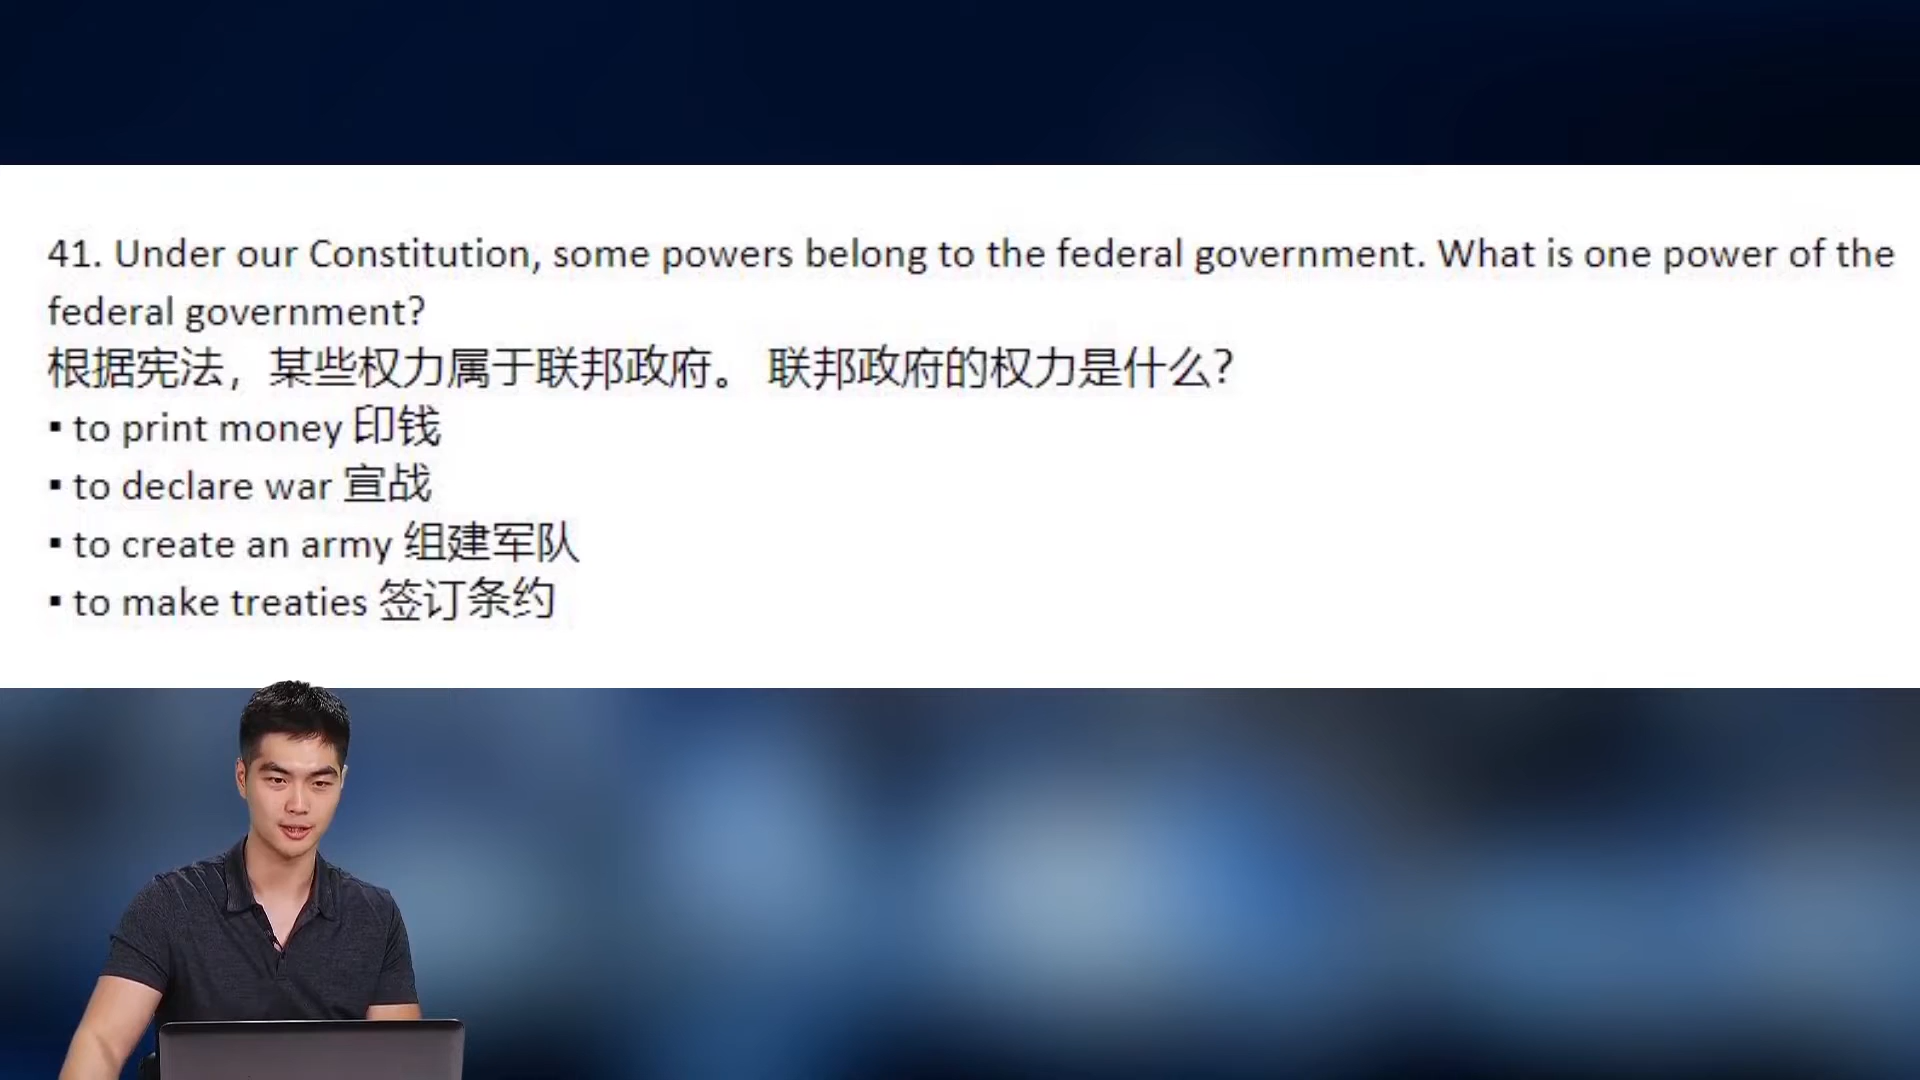 41. Under our Constitution, some powers belong to the federal government. What is one power of the
federal government?
根据宪法，某些权力属于联邦政府。 联邦政府的权力是什么?
▪ to print money 印钱
▪ to declare war 宣战
▪ to create an army 组建军队
▪ to make treaties 签订条约